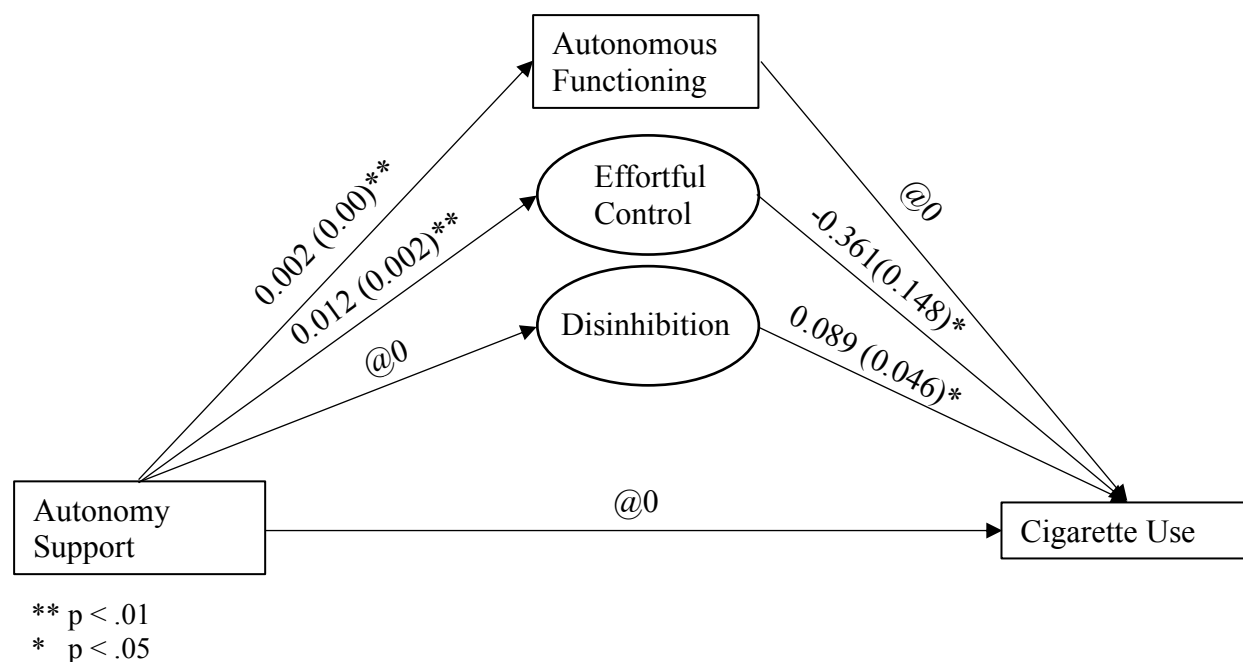 Autonomous
Functioning
0.002 (0.00)**
@0
Effortful
Control
0.012 (0.002)**
-0.361(0.148)*
Disinhibition
@0
0.089 (0.046)*
Autonomy
Support
@0
Cigarette Use
** p < .01
* p < .05